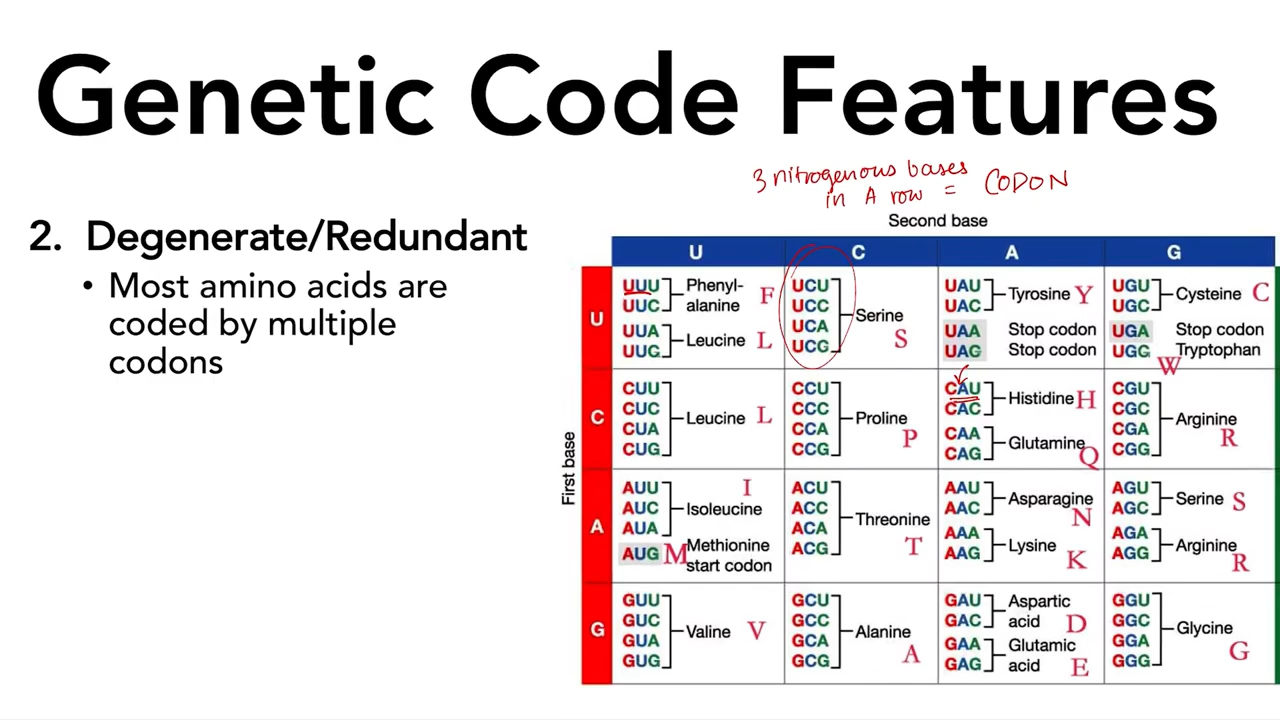 Genetic Code Features
3 nitrogenous bases
in A row = CODON
2. Degenerate/Redundant
• Most amino acids are
coded by multiple
codons
Second base
U C A G
First base
U
UUU
UUC
Phenyl-
alanine F
UUA
UUG
Leucine L
UCU
UCC
UCA
UCG
Serine
S
UAU
UAC
Tyrosine Y
UAA Stop codon
UAG Stop codon
UGU
UGC
Cysteine C
UGA Stop codon
UGG Tryptophan
W
C
CUU
CUC
CUA
CUG
Leucine L
CCU
CCC
CCA
CCG
Proline
P
CAU
CAC
Histidine H
CAA
CAG
Glutamine
Q
CGU
CGC
CGA
CGG
Arginine
R
A
AUU
AUC
AUA
I
Isoleucine
AUG M Methionine
start codon
ACU
ACC
ACA
ACG
Threonine
T
AAU
AAC
Asparagine
N
AAA
AAG
Lysine
K
AGU
AGC
Serine S
AGA
AGG
Arginine
R
G
GUU
GUC
GUA
GUG
Valine V
GCU
GCC
GCA
GCG
Alanine
A
GAU
GAC
Aspartic
acid D
GAA
GAG
Glutamic
acid E
GGU
GGC
GGA
GGG
Glycine
G